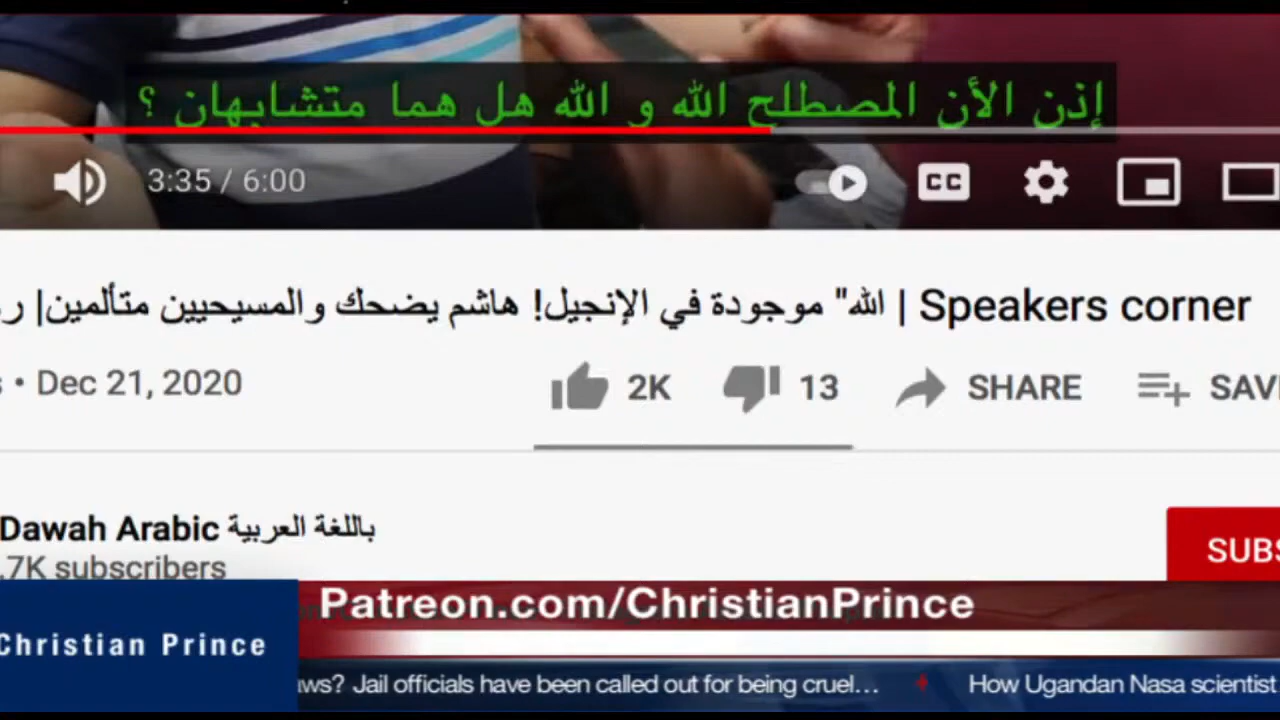 إذن الأن المصطلح الله و الله هل هما متشابهان ؟
3:35 / 6:00
CC
الله" موجودة في الإنجيل! هاشم يضحك والمسيحيين متألمين| | Speakers corner
• Dec 21, 2020
2K 13 SHARE
Dawah Arabic باللغة العربية
.7K subscribers
Patreon.com/ChristianPrince
Christian Prince
Jail officials have been called out for being cruel... How Ugandan Nasa scientist